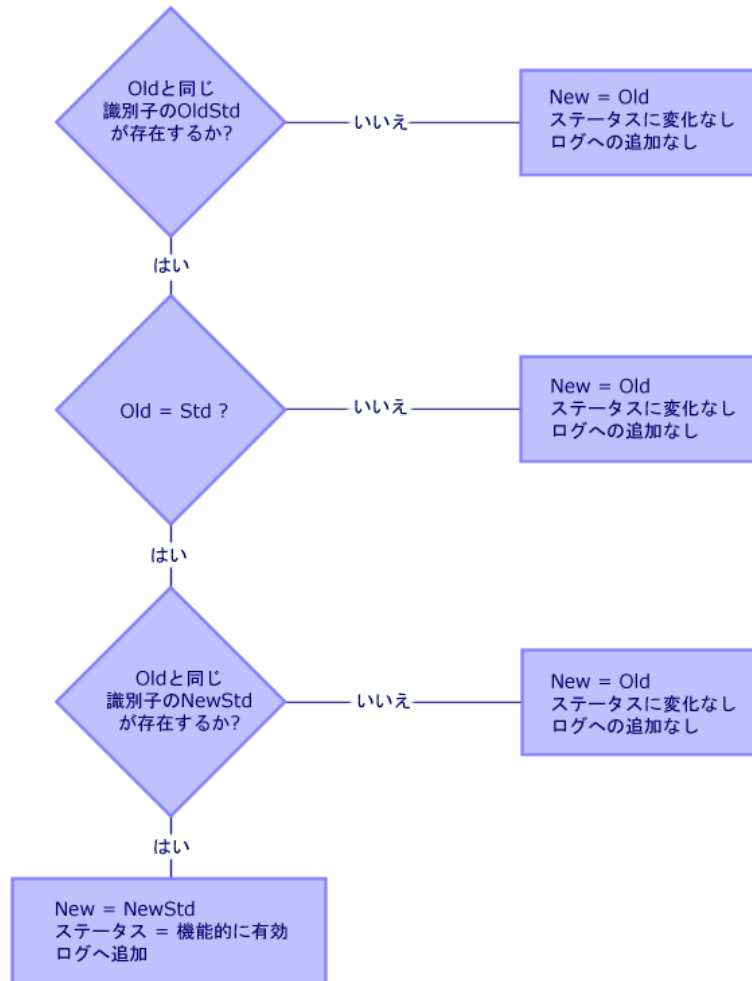 Oldと同じ
識別子のOldStd
が存在するか?
いいえ
New = Old
ステータスに変化なし
ログへの追加なし
はい
Old = Std ?
いいえ
New = Old
ステータスに変化なし
ログへの追加なし
はい
Oldと同じ
識別子のNewStd
が存在するか?
いいえ
New = Old
ステータスに変化なし
ログへの追加なし
はい
New = NewStd
ステータス = 機能的に有効
ログへ追加